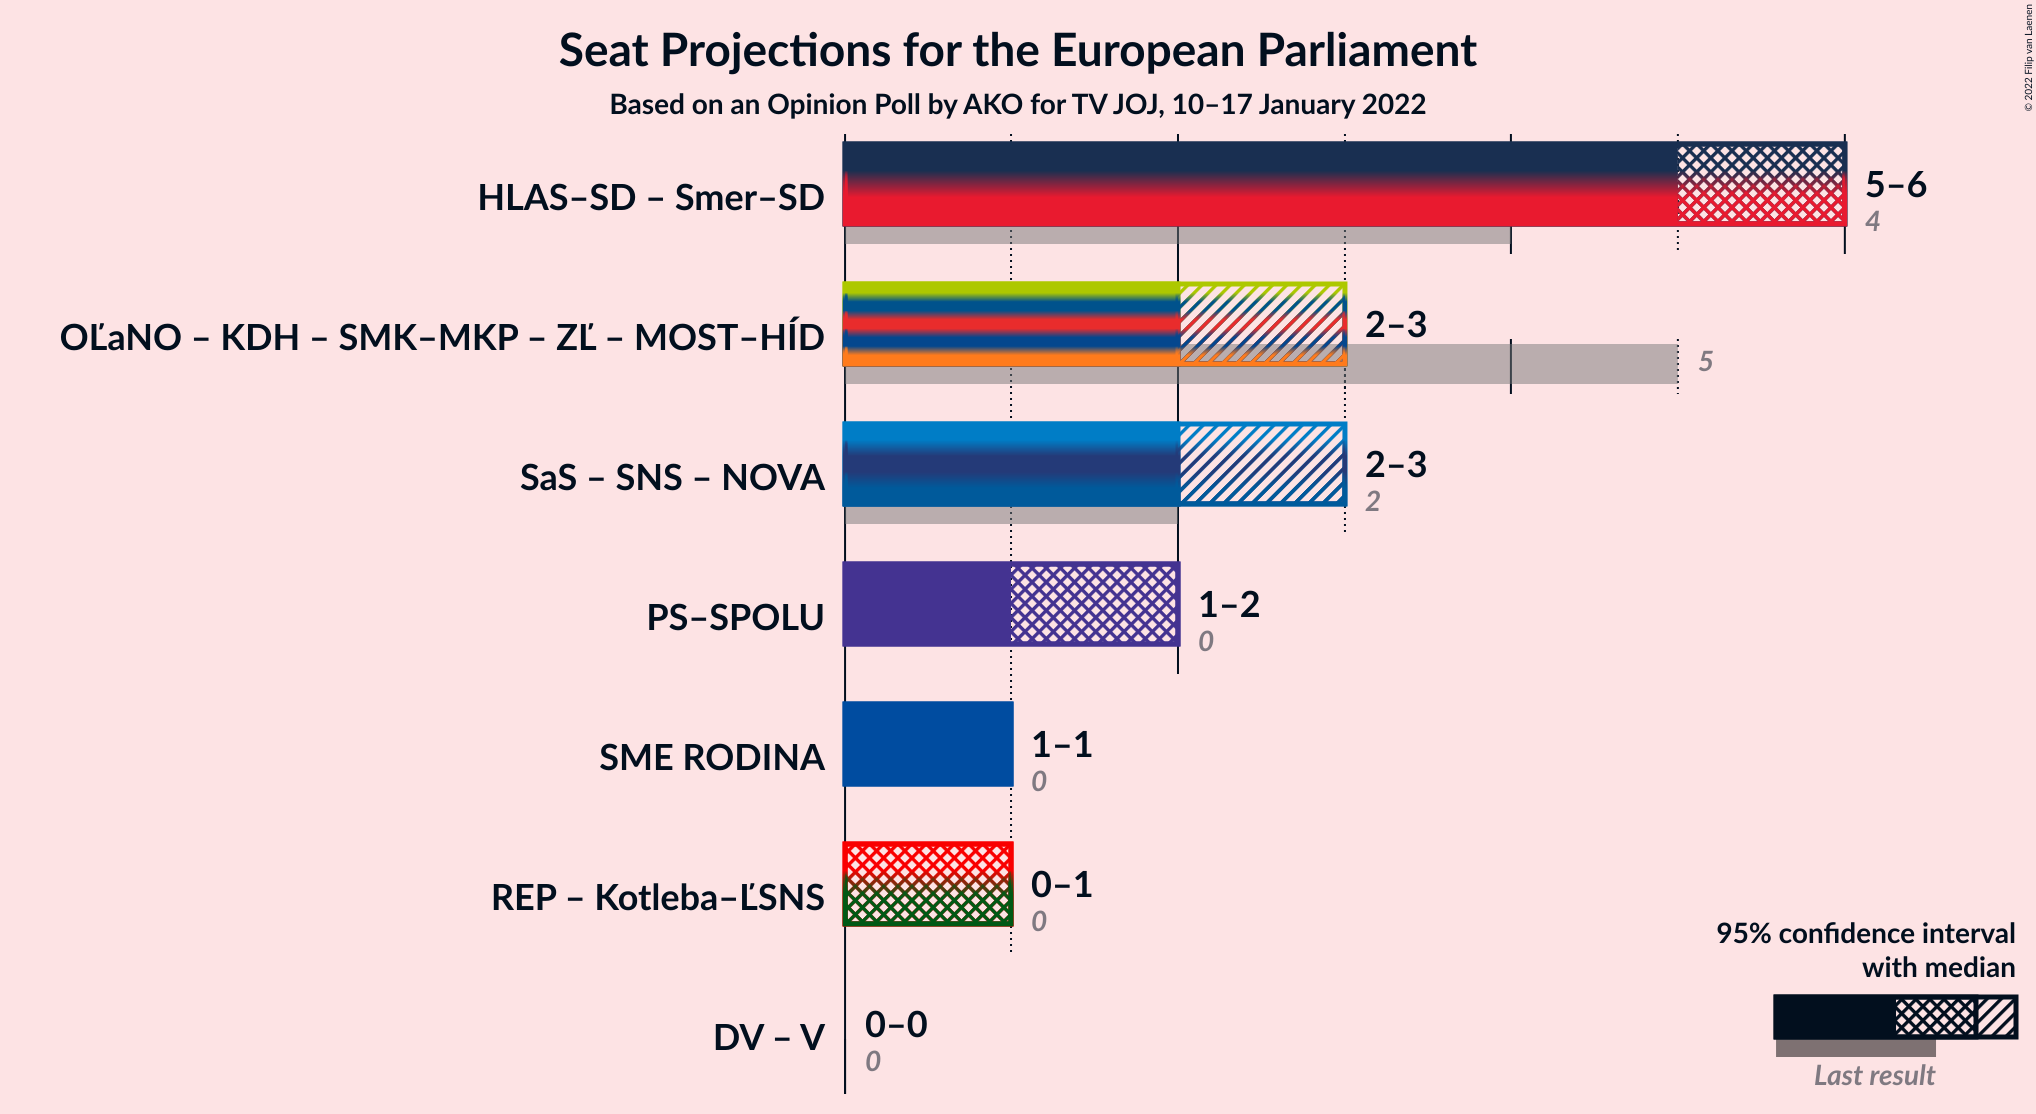 Seat Projections for the European Parliament
Based on an Opinion Poll by AKO for TV JOJ, 10–17 January 2022
© 2022 Filip van Laenen
HLAS–SD – Smer–SD
5–6
4
OĽaNO – KDH – SMK–MKP – ZĽ – MOST–HÍD
2–3
5
SaS – SNS – NOVA
2–3
2
PS–SPOLU
1–2
0
SME RODINA
1–1
0
REP – Kotleba–ĽSNS
0–1
0
DV – V
0–0
0
95% confidence interval
with median
Last result